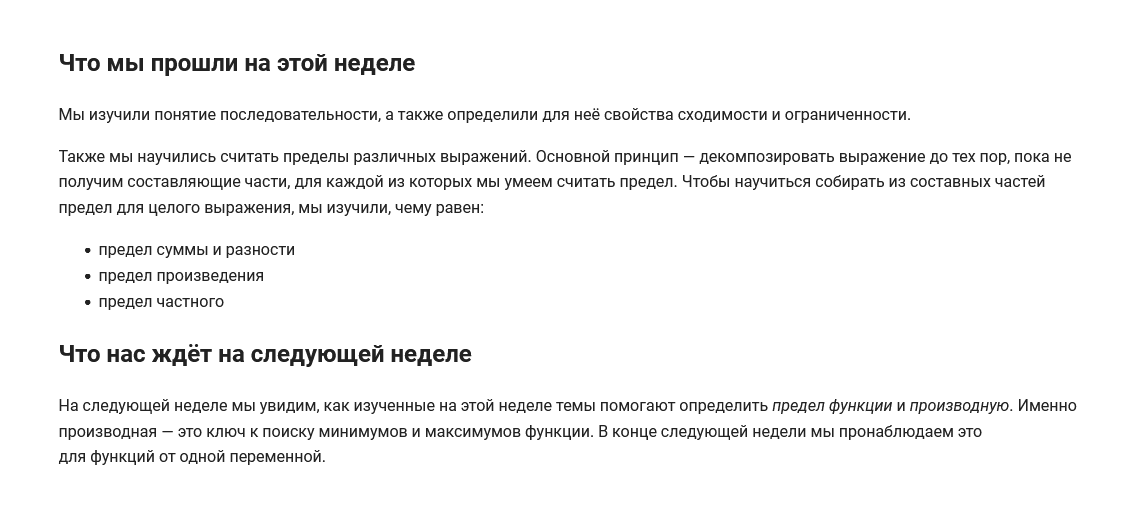 Что мы прошли на этой неделе
Мы изучили понятие последовательности, а также определили для неё свойства сходимости и ограниченности.
Также мы научились считать пределы различных выражений. Основной принцип — декомпозировать выражение до тех пор, пока не
получим составляющие части, для каждой из которых мы умеем считать предел. Чтобы научиться собирать из составных частей
предел для целого выражения, мы изучили, чему равен:
• предел суммы и разности
• предел произведения
• предел частного
Что нас ждёт на следующей неделе
На следующей неделе мы увидим, как изученные на этой неделе темы помогают определить предел функции и производную. Именно
производная — это ключ к поиску минимумов и максимумов функции. В конце следующей недели мы пронаблюдаем это
для функций от одной переменной.